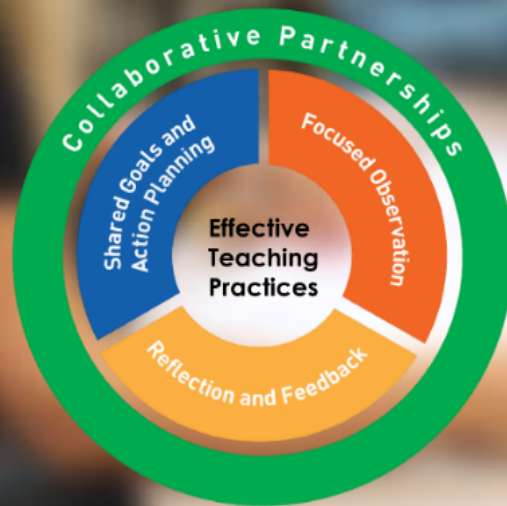 Collaborative Partnerships
Shared Goals and
Action Planning
Focused Observation
Effective
Teaching
Practices
Reflection and Feedback